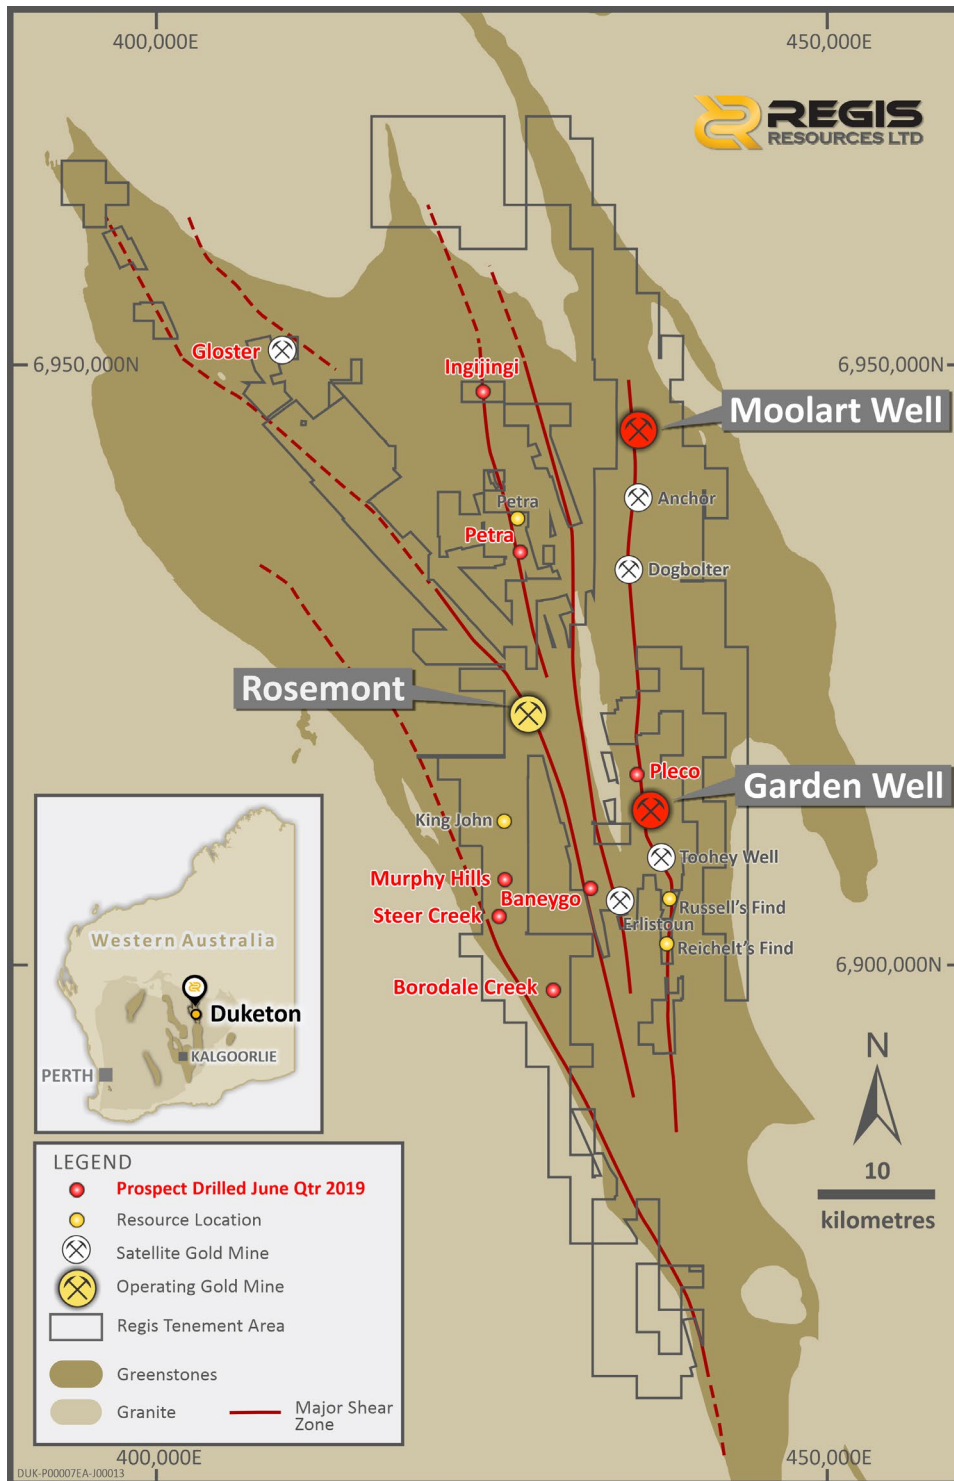 400,000E
450,000E
REGIS
RESOURCES LTD
Gloster
6,950,000N
6,950,000N
Ingijingi
Moolart Well
Petra
Anchor
Petra
Dogbolter
Rosemont
Pleco
Garden Well
King John
Toohey Well
Murphy Hills
Baneygo
Russell's Find
Steer Creek
Erlistoun
Reichelt's Find
6,900,000N
Borodale Creek
Western Australia
Duketon
KALGOORLIE
PERTH
N
10
kilometres
LEGEND
Prospect Drilled June Qtr 2019
Resource Location
Satellite Gold Mine
Operating Gold Mine
Regis Tenement Area
Greenstones
Granite
Major Shear
Zone
400,000E
450,000E
DUK-P00007EA-J00013